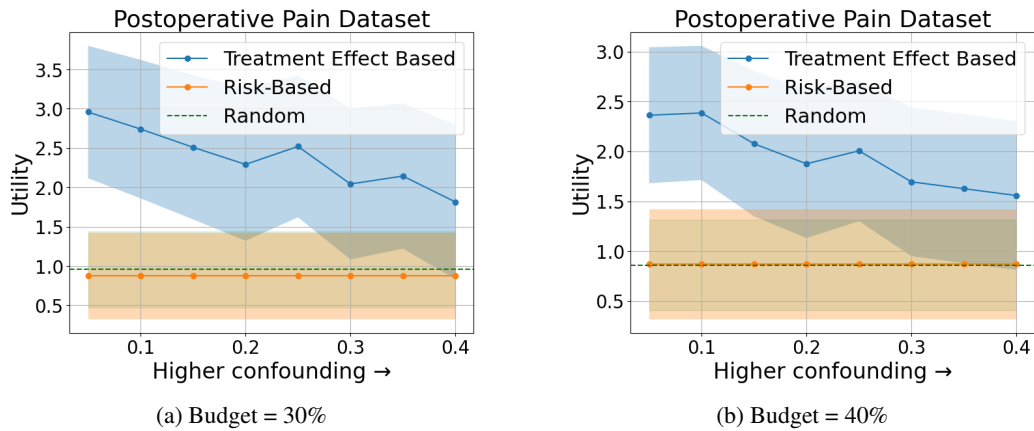 Postoperative Pain Dataset
Treatment Effect Based
Risk-Based
Random
Utility
3.5
3.0
2.5
2.0
1.5
1.0
0.5
0.1
0.2
0.3
0.4
Higher confounding →
(a) Budget = 30%
Postoperative Pain Dataset
Treatment Effect Based
Risk-Based
Random
Utility
3.0
2.5
2.0
1.5
1.0
0.5
0.1
0.2
0.3
0.4
Higher confounding →
(b) Budget = 40%